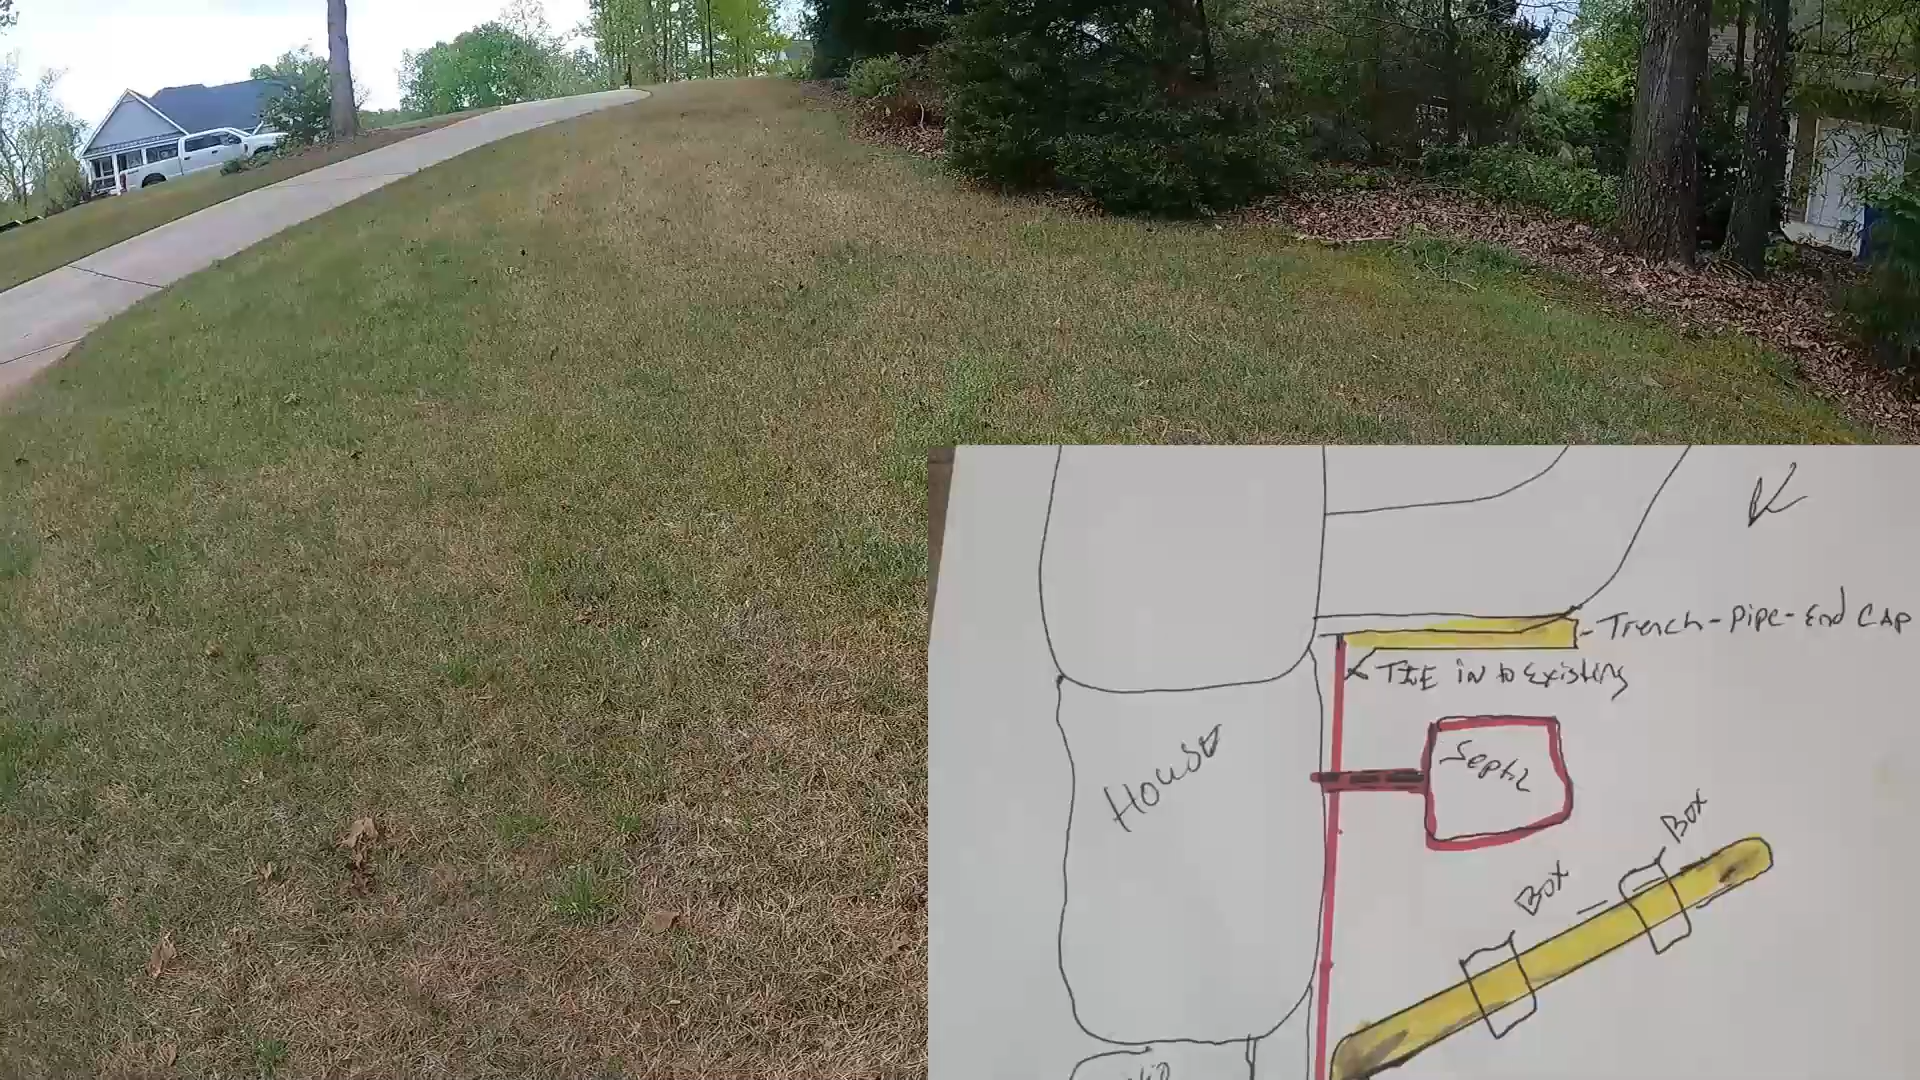 - Trench - Pipe - End CAP
TIE in to Existing
House
Septic
Box
Box